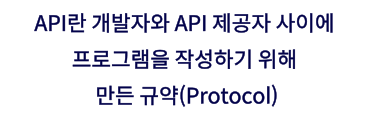 API란 개발자와 API 제공자 사이에
프로그램을 작성하기 위해
만든 규약(Protocol)